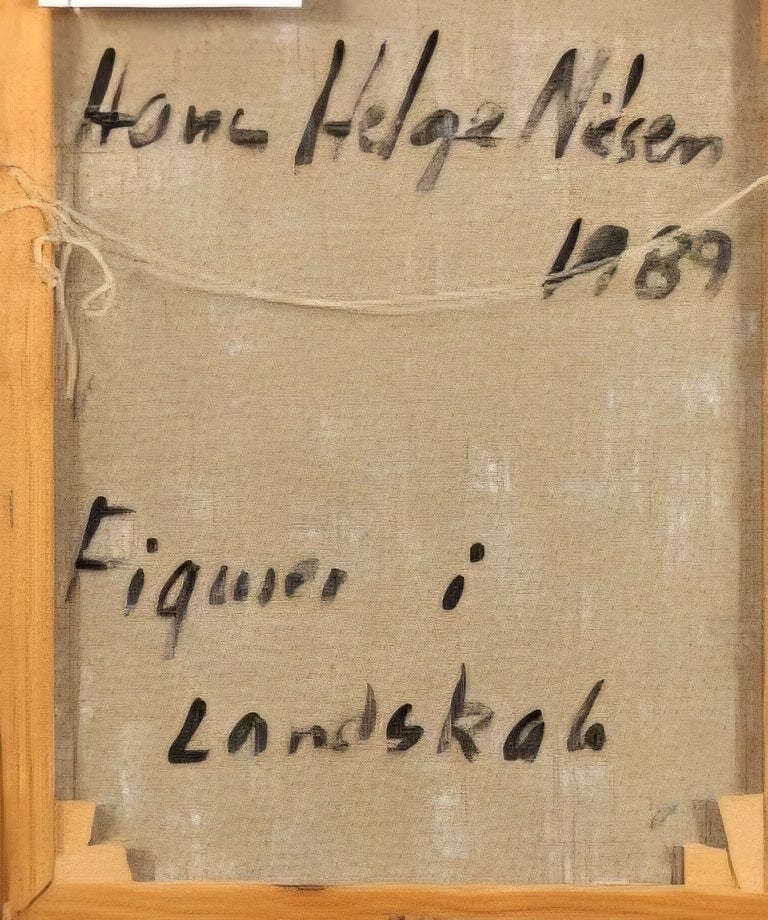 Hans Helge Nilsen
1989
Figurer i
Landskab